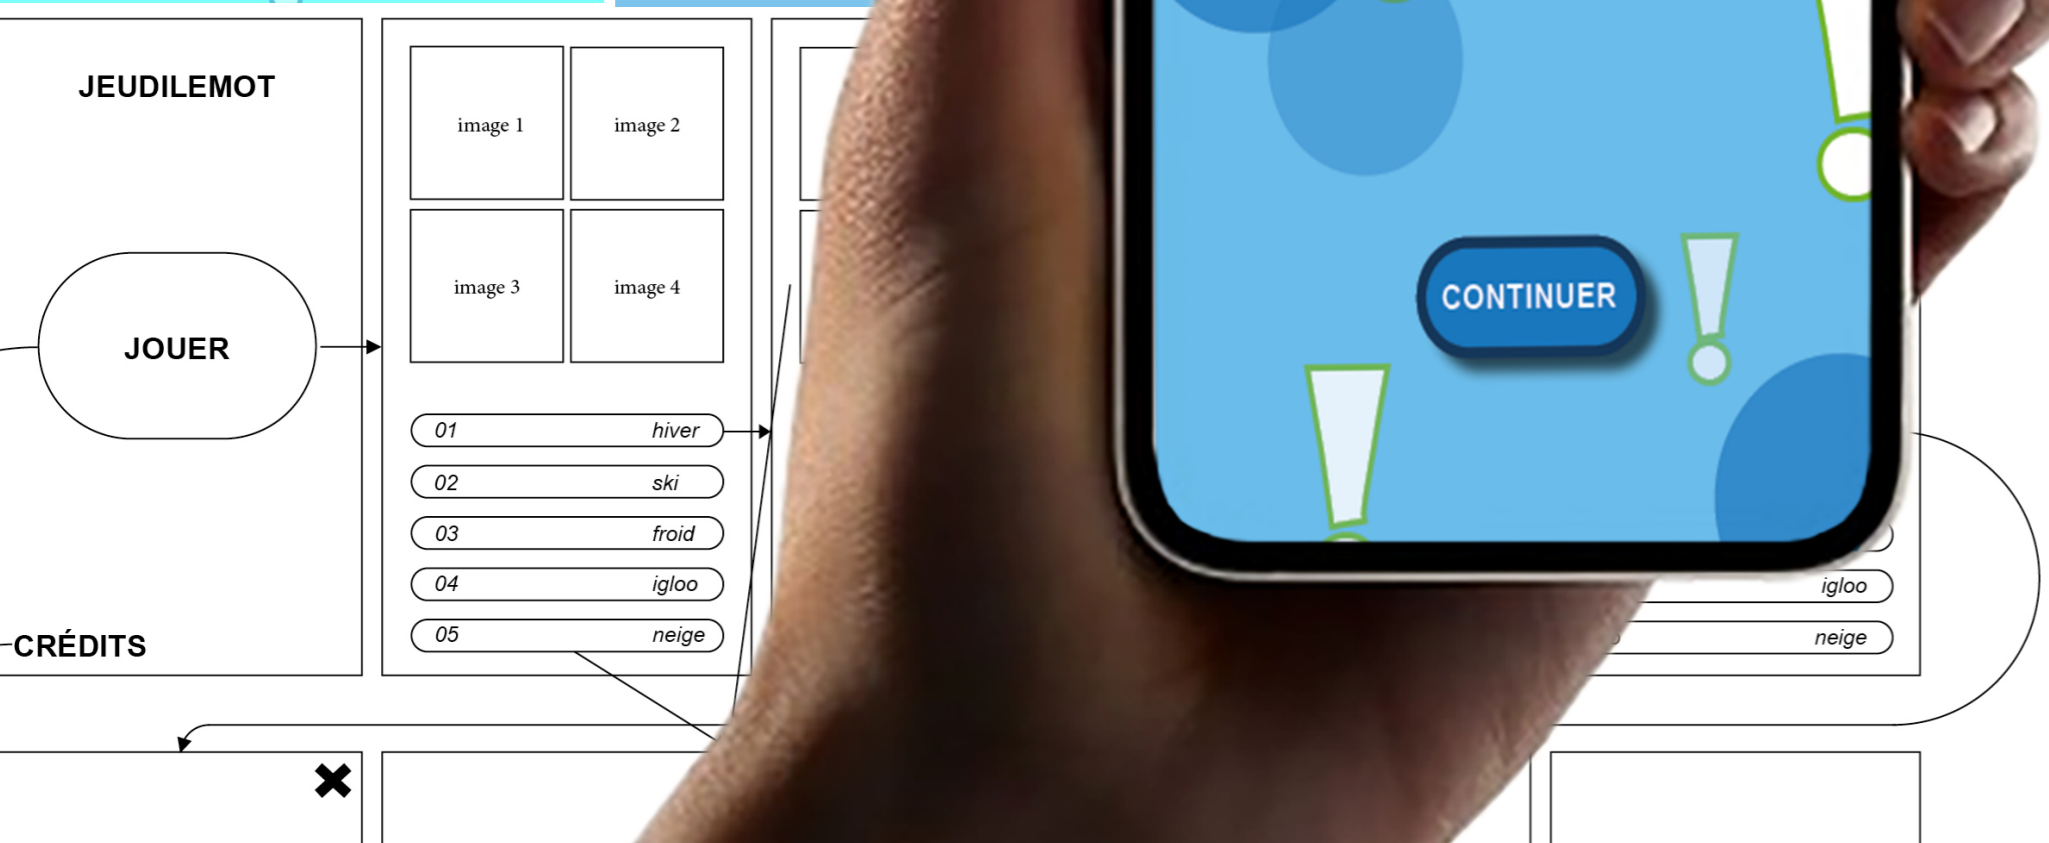 JEUDILEMOT
JOUER
CRÉDITS
image 1
image 2
image 3
image 4
01 hiver
02 ski
03 froid
04 igloo
05 neige
CONTINUER
igloo
neige